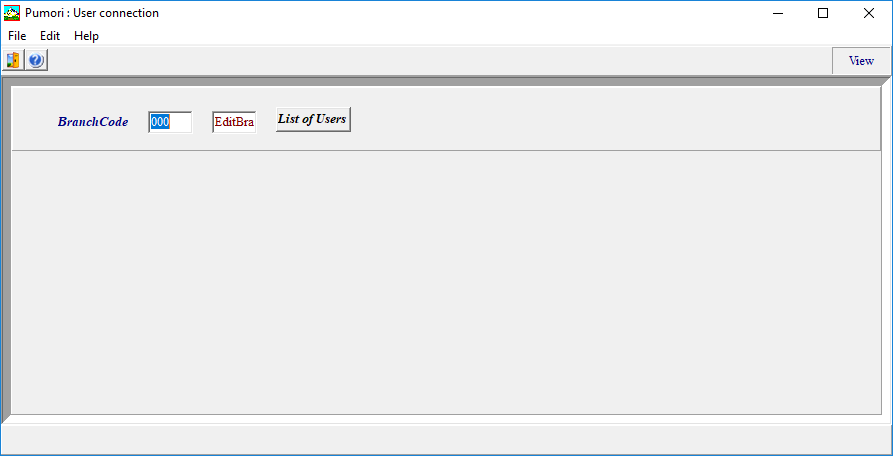 Pumori : User connection
File Edit Help
View
BranchCode 000 EditBra List of Users